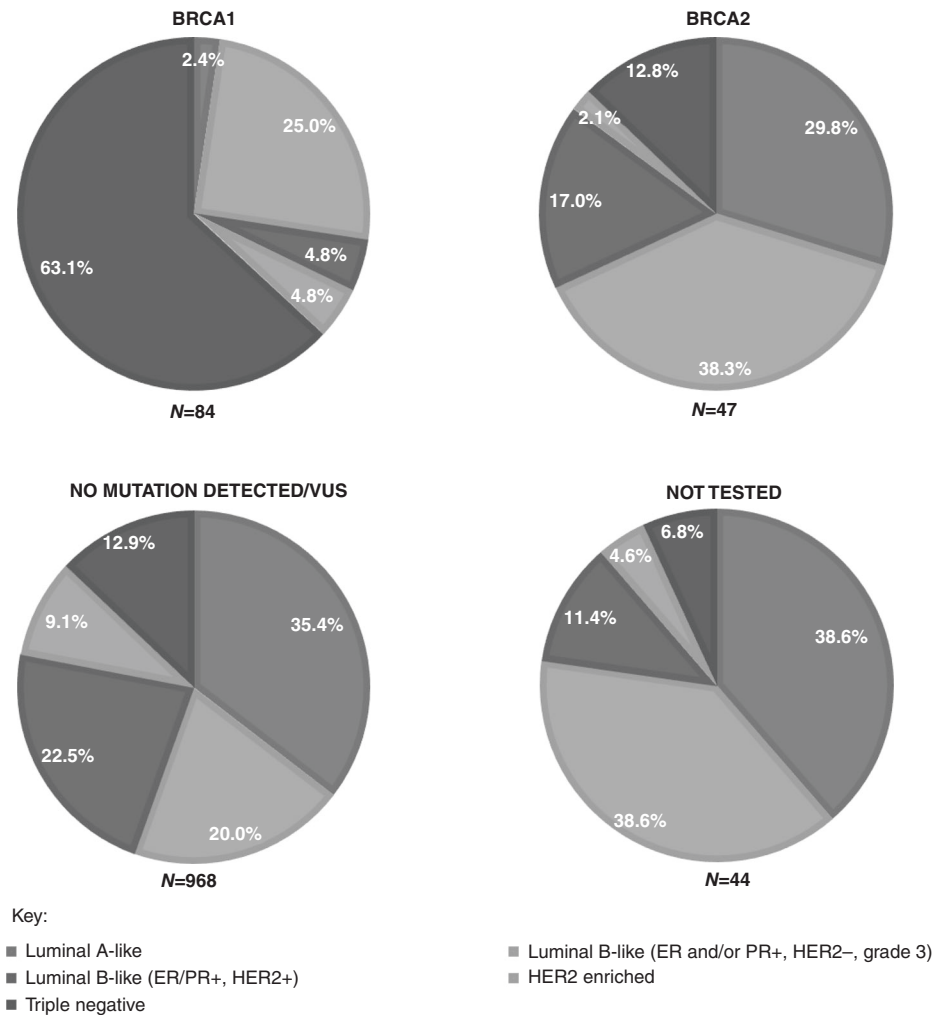 BRCA1
2.4%
25.0%
4.8%
4.8%
63.1%
N=84
BRCA2
12.8%
29.8%
2.1%
17.0%
38.3%
N=47
NO MUTATION DETECTED/VUS
12.9%
35.4%
9.1%
22.5%
20.0%
N=968
NOT TESTED
6.8%
4.6%
38.6%
11.4%
38.6%
N=44
Key:
Luminal A-like
Luminal B-like (ER and/or PR+, HER2–, grade 3)
Luminal B-like (ER/PR+, HER2+)
HER2 enriched
Triple negative